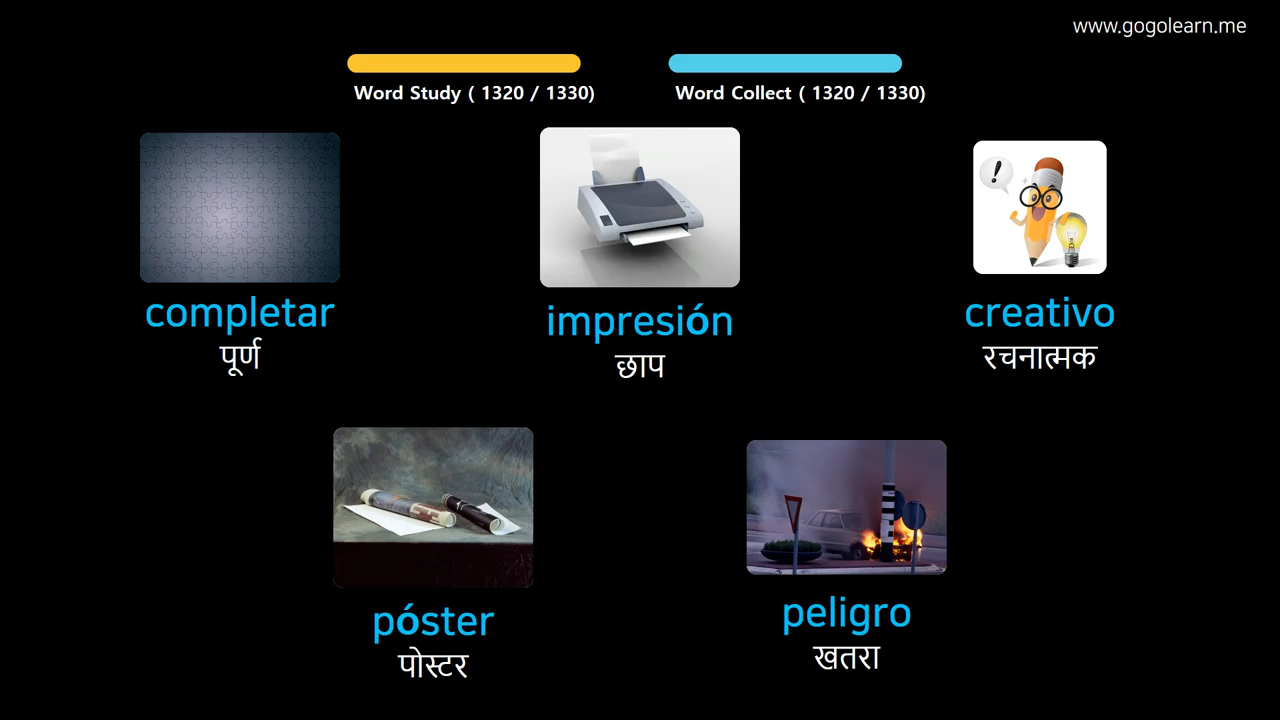 www.gogolearn.me
Word Study ( 1320 / 1330)
Word Collect ( 1320 / 1330)
completar
पूर्ण
impresión
छाप
creativo
रचनात्मक
póster
पोस्टर
peligro
खतरा